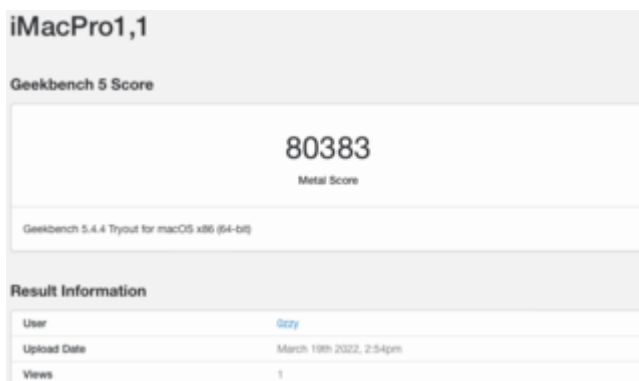 iMacPro1,1
Geekbench 5 Score
80383
Metal Score
Geekbench 5.4.4 Tryout for macOS x86 (64-bit)
Result Information
User 0zzy
Upload Date March 19th 2022, 2:54pm
Views 1